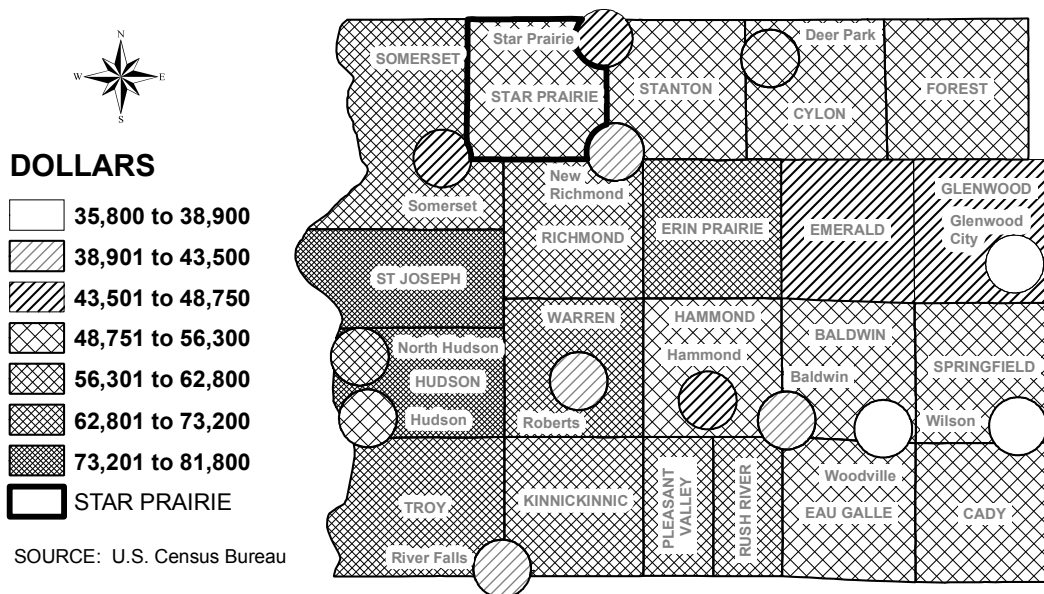 N
W
E
S
DOLLARS
35,800 to 38,900
38,901 to 43,500
43,501 to 48,750
48,751 to 56,300
56,301 to 62,800
62,801 to 73,200
73,201 to 81,800
STAR PRAIRIE
SOURCE: U.S. Census Bureau
SOMERSET
Star Prairie
STAR PRAIRIE
STANTON
Deer Park
CYLON
FOREST
Somerset
New
Richmond
RICHMOND
ERIN PRAIRIE
EMERALD
GLENWOOD
Glenwood
City
ST JOSEPH
North Hudson
HUDSON
Hudson
WARREN
Roberts
HAMMOND
Hammond
BALDWIN
Baldwin
SPRINGFIELD
Wilson
TROY
River Falls
KINNICKINNIC
PLEASANT
VALLEY
RUSH RIVER
Woodville
EAU GALLE
CADY